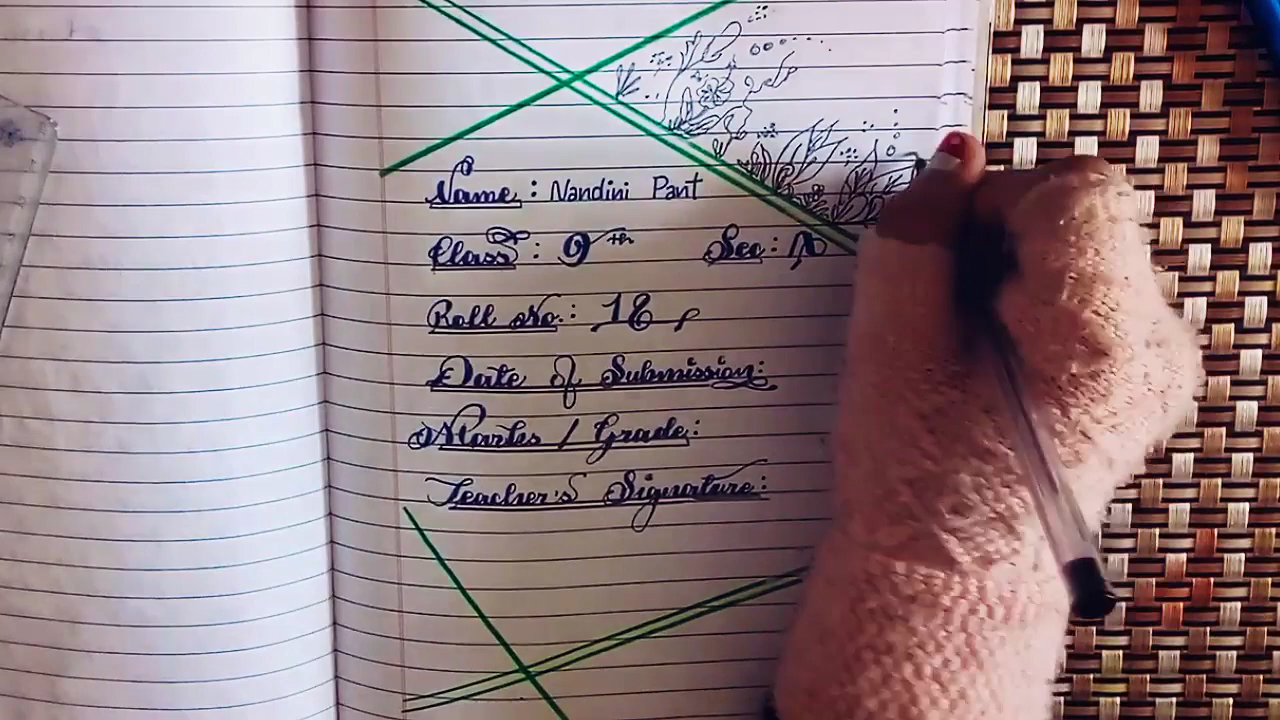 Name : Nandini Pant
Class : 9th Sec : A
Roll No. : 18
Date of Submission:
Marks / Grade:
Teacher's Signature: